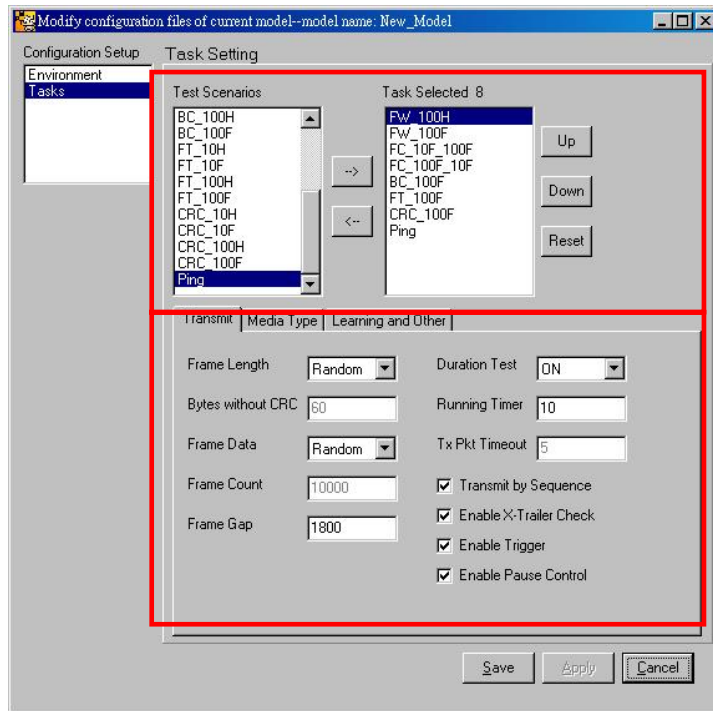 Modify configuration files of current model--model name: New_Model
Configuration Setup
Environment
Tasks
Task Setting
Test Scenarios
BC_100H
BC_100F
FT_10H
FT_10F
FT_100H
FT_100F
CRC_10H
CRC_10F
CRC_100H
CRC_100F
Ping
-->
<--
Task Selected 8
FW_100H
FW_100F
FC_10F_100F
FC_100F_10F
BC_100F
FT_100F
CRC_100F
Ping
Up
Down
Reset
Transmit
Media Type
Learning and Other
Frame Length
Random
Bytes without CRC
60
Frame Data
Random
Frame Count
10000
Frame Gap
1800
Duration Test
ON
Running Timer
10
Tx Pkt Timeout
5
Transmit by Sequence
Enable X-Trailer Check
Enable Trigger
Enable Pause Control
Save
Apply
Cancel